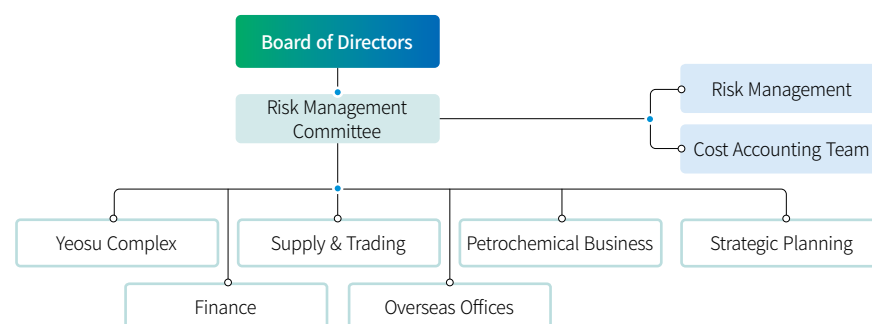 Board of Directors
Risk Management
Committee
Risk Management
Cost Accounting Team
Yeosu Complex
Supply & Trading
Petrochemical Business
Strategic Planning
Finance
Overseas Offices